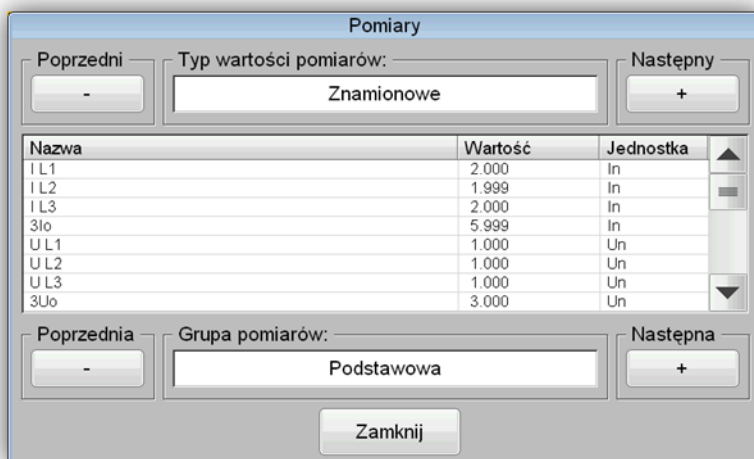 Pomiary
Poprzedni
Typ wartości pomiarów:
Następny
-
Znamionowe
+
Nazwa Wartość Jednostka
I L1 2.000 In
I L2 1.999 In
I L3 2.000 In
3Io 5.999 In
U L1 1.000 Un
U L2 1.000 Un
U L3 1.000 Un
3Uo 3.000 Un
Poprzednia
Grupa pomiarów:
Następna
-
Podstawowa
+
Zamknij